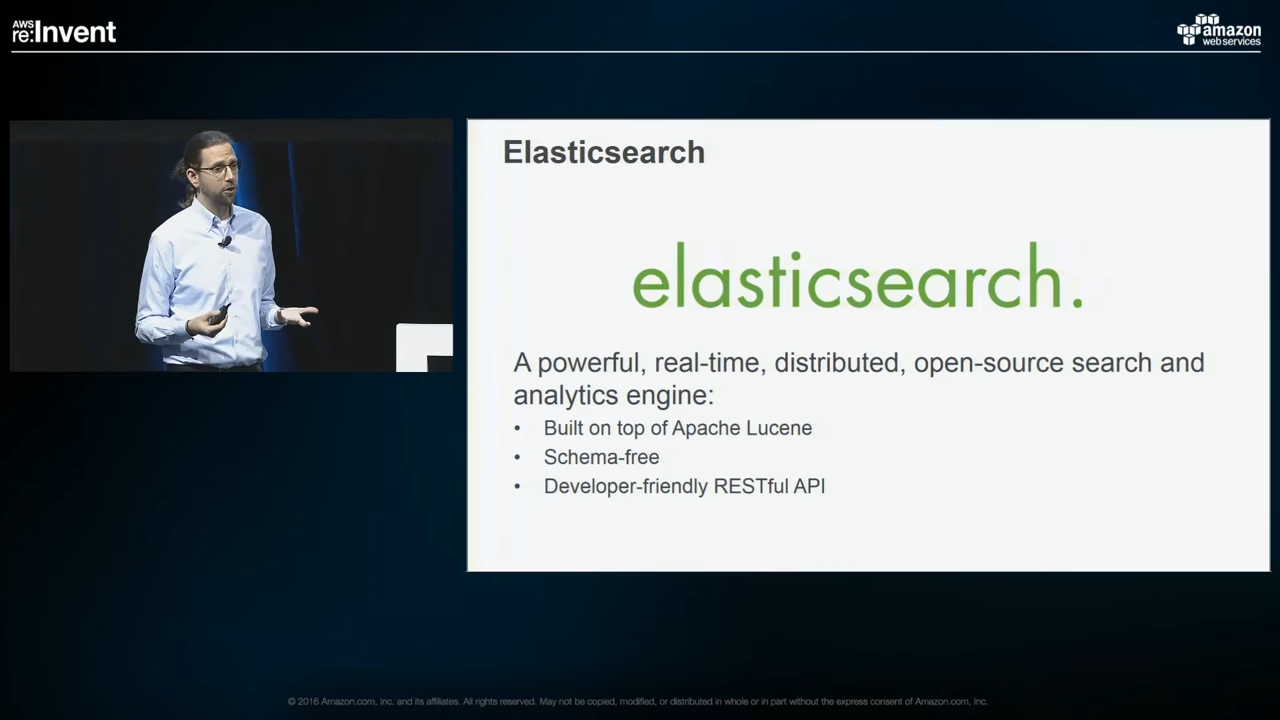 AWS
re:Invent
amazon
web services
Elasticsearch
elasticsearch.
A powerful, real-time, distributed, open-source search and
analytics engine:
• Built on top of Apache Lucene
• Schema-free
• Developer-friendly RESTful API
© 2016 Amazon.com, Inc. and its affiliates. All rights reserved. May not be copied, modified, or distributed in whole or in part without the express consent of Amazon.com, Inc.